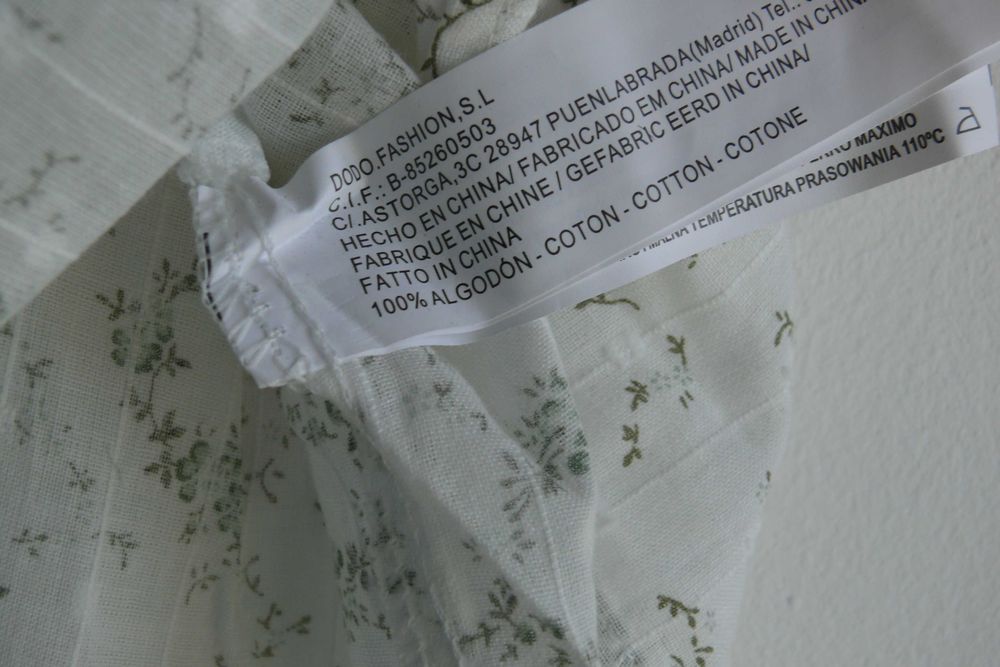 DODO.FASHION,S.L
C.I.F.: B-85260503
C/.ASTORGA,3C 28947 PUENLABRADA(Madrid) Tel.:
HECHO EN CHINA/ FABRICADO EM CHINA/ MADE IN CHINA
FABRIQUE EN CHINE / GEFABRIC EERD IN CHINA/
FATTO IN CHINA
100% ALGODÓN - COTON - COTTON - COTONE
MAXIMO
TEMPERATURA PRASOWANIA 110ºC